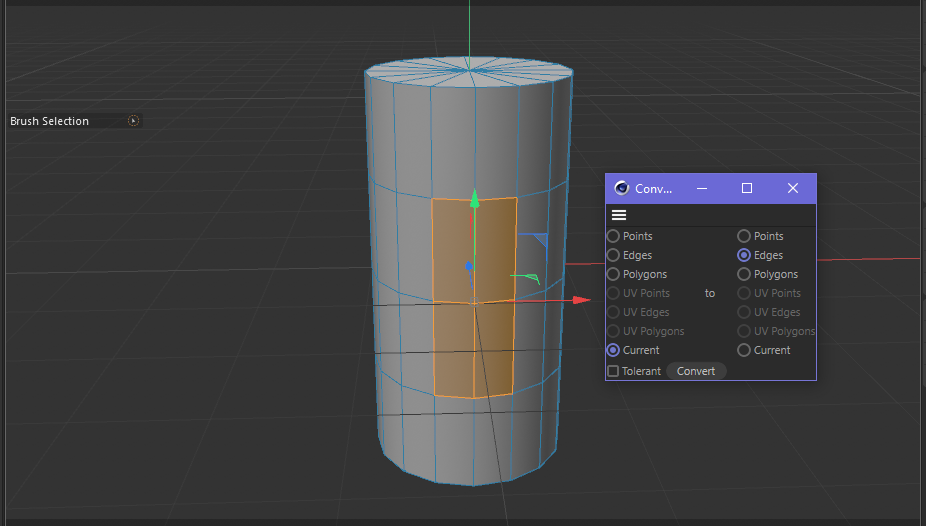 Brush Selection
Conv...
Points Points
Edges Edges
Polygons Polygons
UV Points to UV Points
UV Edges UV Edges
UV Polygons UV Polygons
Current Current
Tolerant Convert